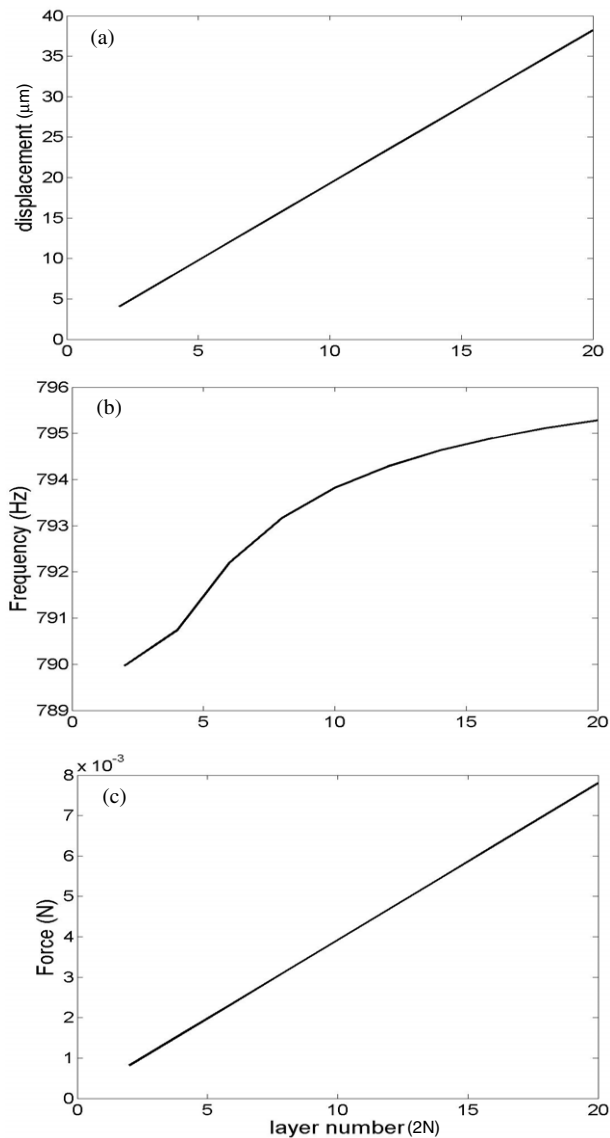 (a)
displacement (μm)
40
35
30
25
20
15
10
5
0
0 5 10 15 20
(b)
Frequency (Hz)
796
795
794
793
792
791
790
789
0 5 10 15 20
× 10⁻³
(c)
Force (N)
8
7
6
5
4
3
2
1
0
0 5 10 15 20
layer number (2N)